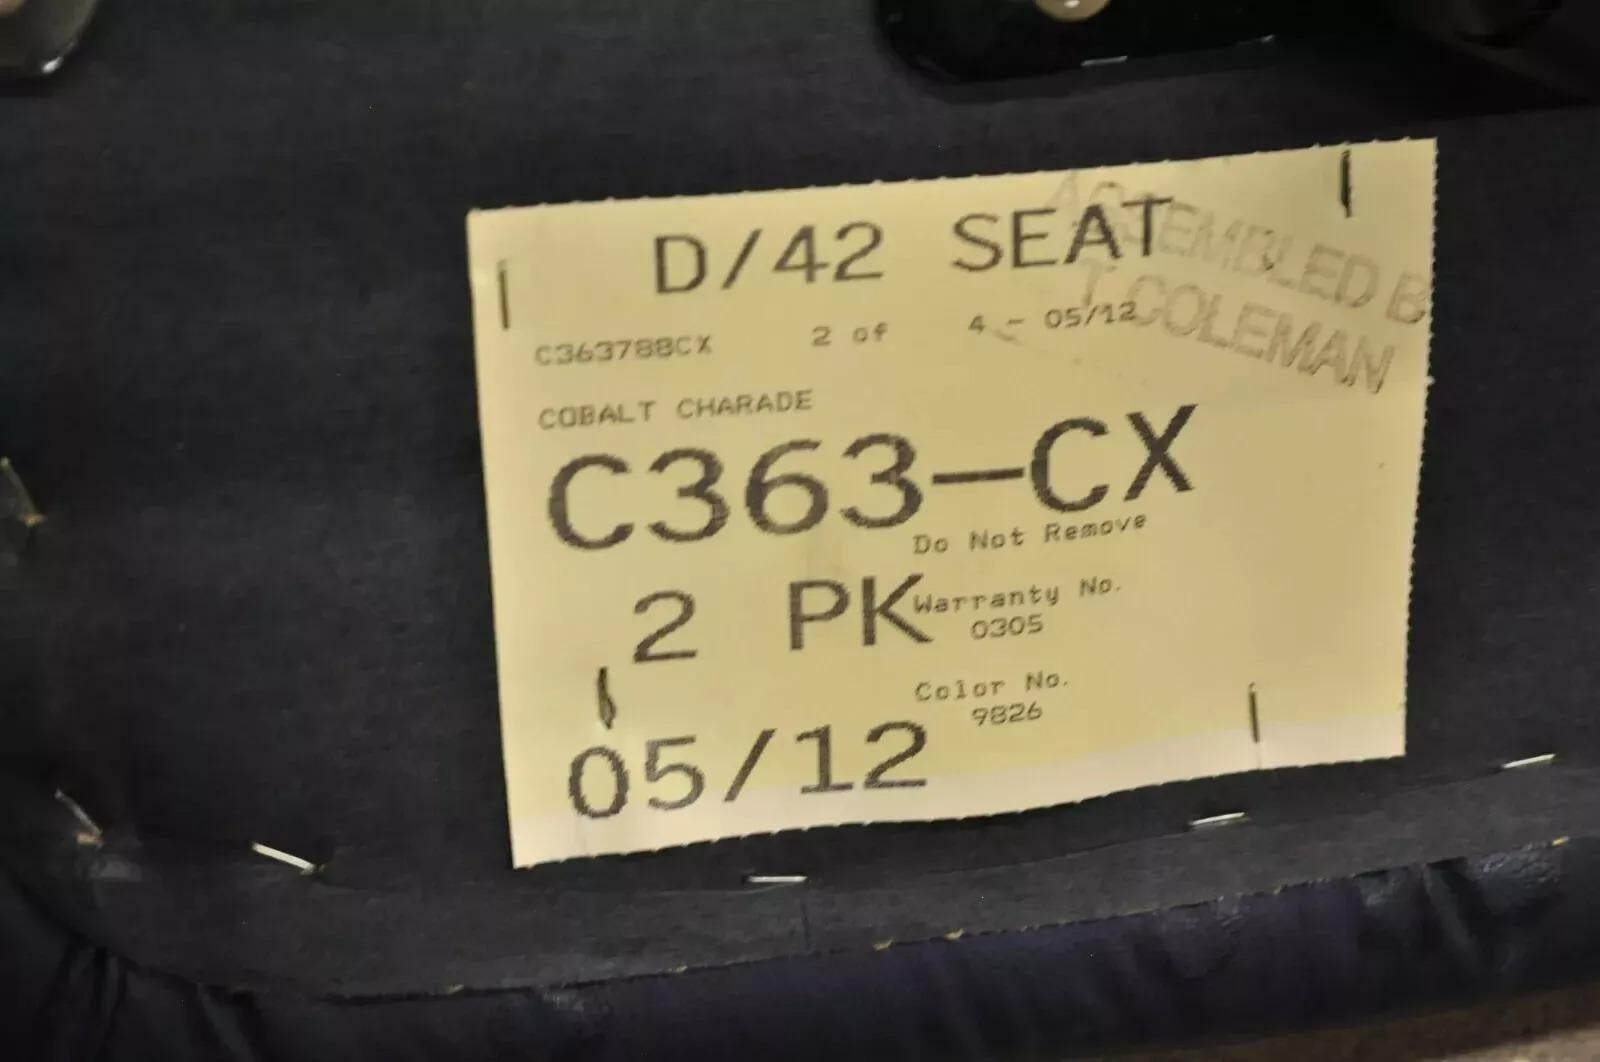 D/42 SEAT
ASSEMBLED B
T COLEMAN
C363788CX 2 of 4 - 05/12
COBALT CHARADE
C363-CX
Do Not Remove
2 PK
Warranty No.
0305
Color No.
9826
05/12